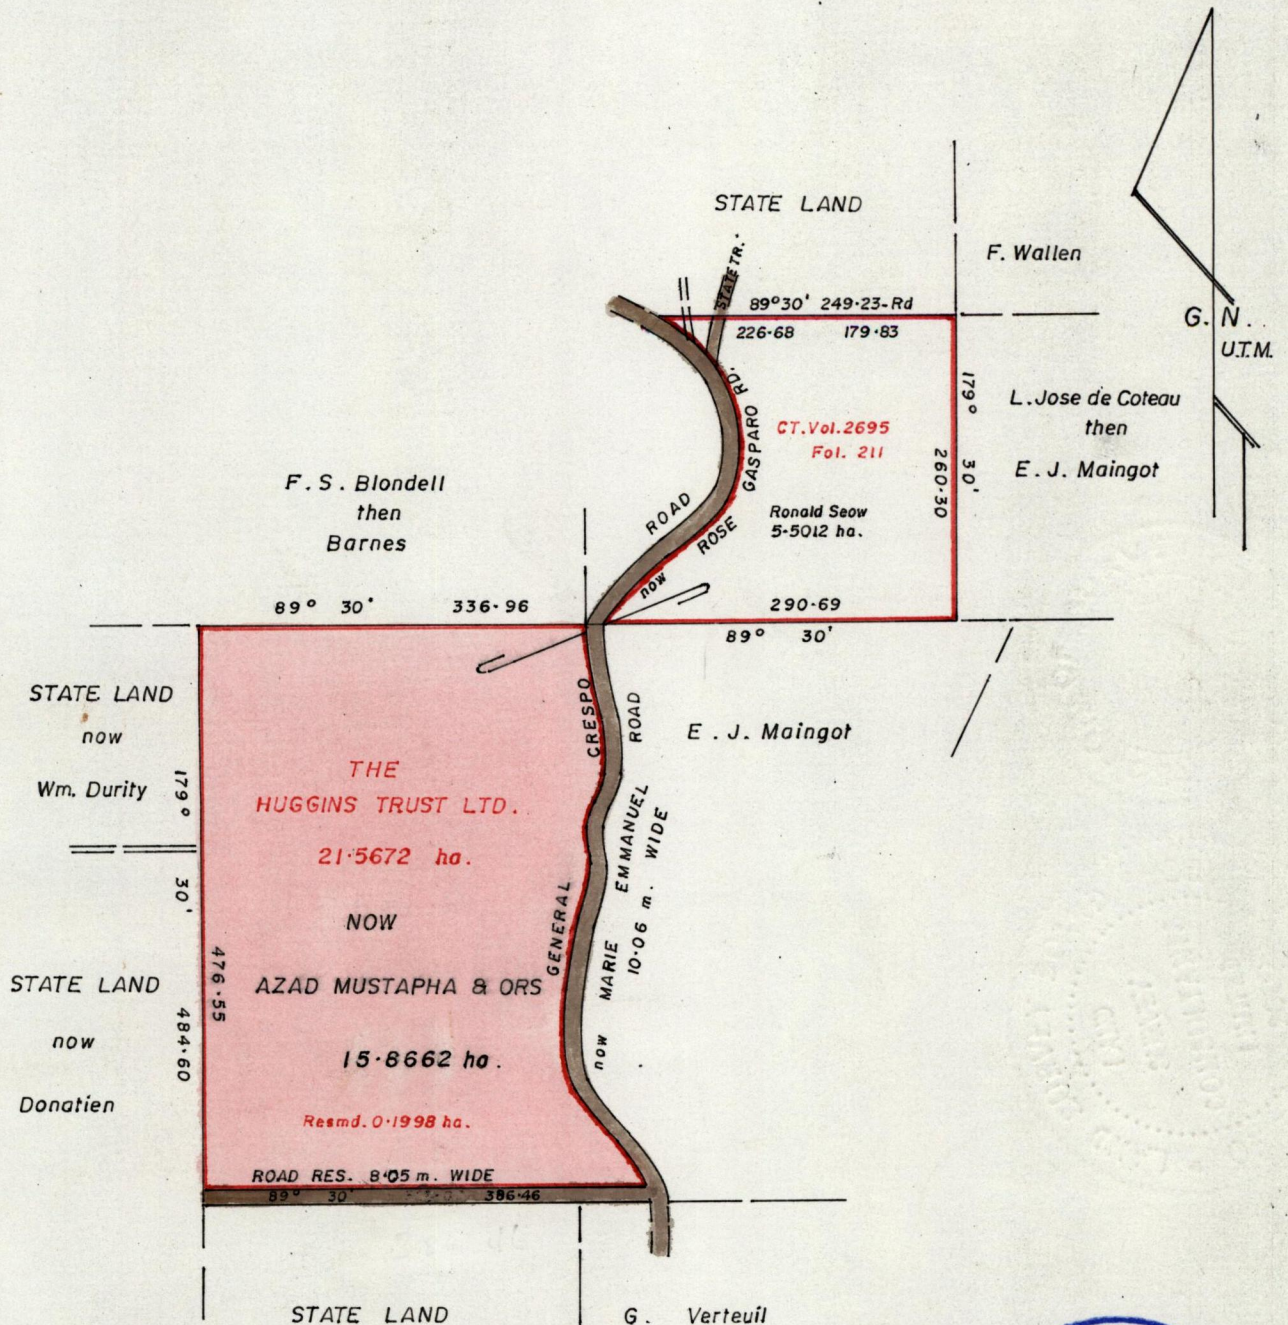 STATE LAND
F. Wallen
STATE TR.
89°30' 249·23-Rd
226·68 179·83
G. N.
U.T.M.
179° 30'
260·30
L. Jose de Coteau
then
E. J. Maingot
CT. Vol. 2695
Fol. 211
Ronald Seow
5·5012 ha.
ROAD
now ROSE GASPARO RD.
F. S. Blondell
then
Barnes
89° 30' 336·96
290·69
89° 30'
STATE LAND
now
Wm. Durity
179° 30'
E. J. Maingot
GENERAL CRESPO ROAD
now MARIE EMMANUEL
10·06 m. WIDE
THE
HUGGINS TRUST LTD.
21·5672 ha.
NOW
AZAD MUSTAPHA & ORS
15·8662 ha.
Resmd. 0·1998 ha.
476·55
484·60
STATE LAND
now
Donatien
ROAD RES. 8·05 m. WIDE
89° 30' 386·46
STATE LAND
G. Verteuil